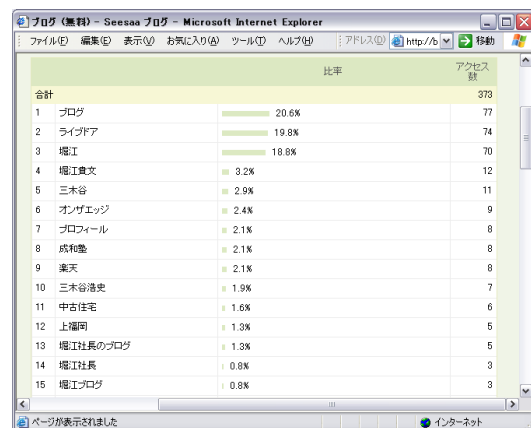 ブログ (無料) - Seesaa ブログ - Microsoft Internet Explorer
ファイル(F) 編集(E) 表示(V) お気に入り(A) ツール(T) ヘルプ(H) アドレス(D) http://b 移動
比率 アクセス数
合計 373
1 ブログ 20.6% 77
2 ライブドア 19.8% 74
3 堀江 18.8% 70
4 堀江貴文 3.2% 12
5 三木谷 2.9% 11
6 オンザエッジ 2.4% 9
7 プロフィール 2.1% 8
8 成和塾 2.1% 8
9 楽天 2.1% 8
10 三木谷浩史 1.9% 7
11 中古住宅 1.6% 6
12 上福岡 1.3% 5
13 堀江社長のブログ 1.3% 5
14 堀江社長 0.8% 3
15 堀江ブログ 0.8% 3
ページが表示されました インターネット